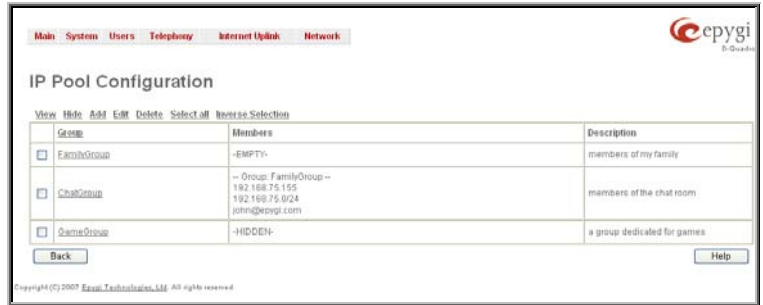 epygi
D-Quadro
Main System Users Telephony Internet Uplink Network
IP Pool Configuration
View Hide Add Edit Delete Select all Inverse Selection
Group Members Description
FamilyGroup -EMPTY- members of my family
-- Group: FamilyGroup --
192.168.75.155
ChatGroup 192.168.75.0/24 members of the chat room
john@epygi.com
GameGroup -HIDDEN- a group dedicated for games
Back Help
Copyright (C) 2007 Epygi Technologies, Ltd. All rights reserved